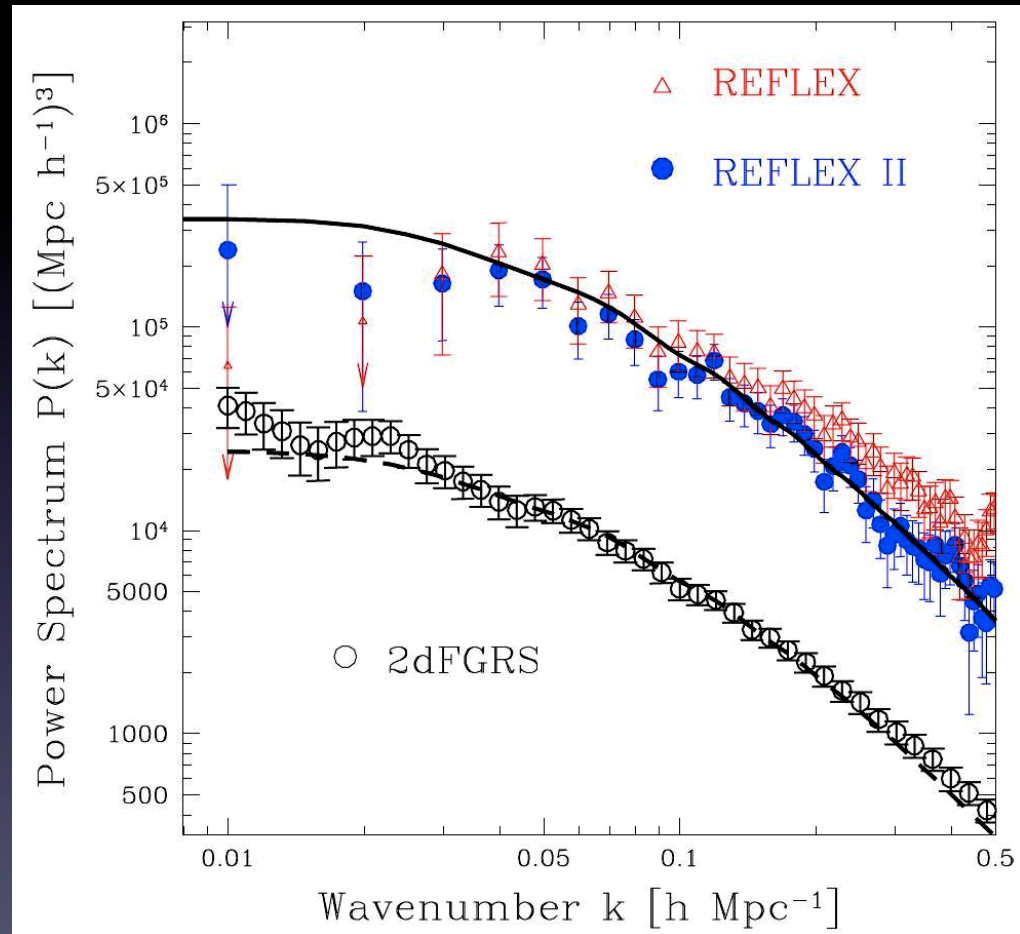 REFLEX
REFLEX II
2dFGRS
10⁶
5×10⁵
10⁵
5×10⁴
10⁴
5000
1000
500
0.01
0.05
0.1
0.5
Power Spectrum P(k) [(Mpc h⁻¹)³]
Wavenumber k [h Mpc⁻¹]